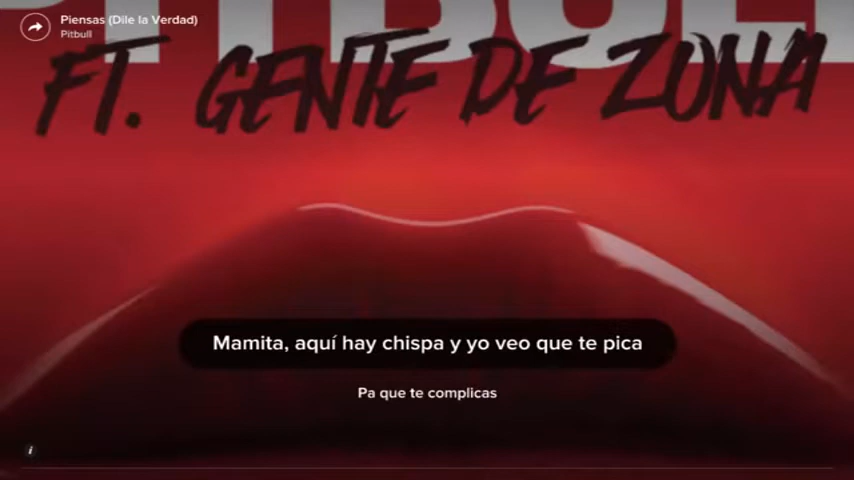 Piensas (Dile la Verdad)
Pitbull
PITBULL
FT. GENTE DE ZONA
Mamita, aquí hay chispa y yo veo que te pica
Pa que te complicas
i